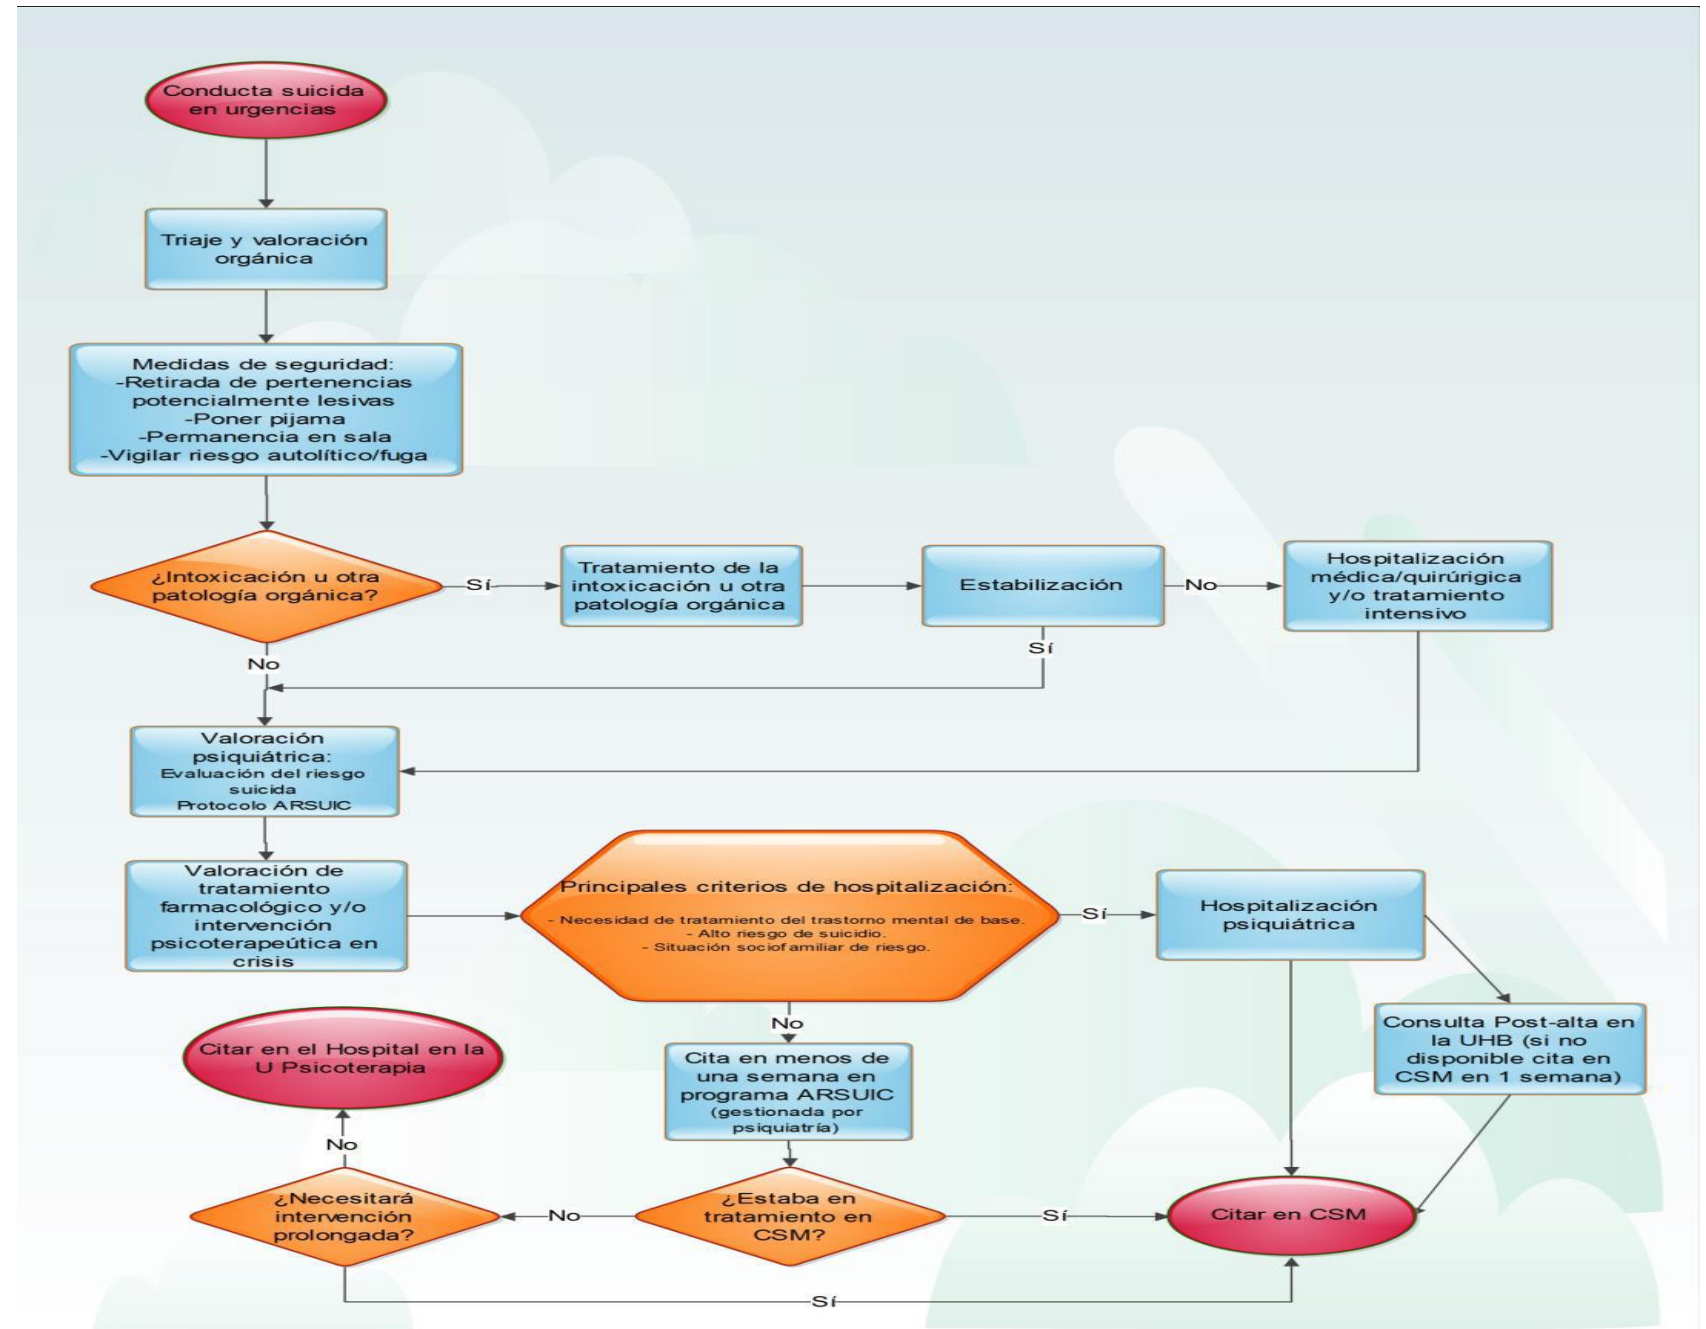 Conducta suicida
en urgencias
Triaje y valoración
orgánica
Medidas de seguridad:
-Retirada de pertenencias
potencialmente lesivas
-Poner pijama
-Permanencia en sala
-Vigilar riesgo autolítico/fuga
¿Intoxicación u otra
patología orgánica?
Sí
Tratamiento de la
intoxicación u otra
patología orgánica
Estabilización
No
Hospitalización
médica/quirúrigica
y/o tratamiento
intensivo
Sí
No
Valoración
psiquiátrica:
Evaluación del riesgo
suicida
Protocolo ARSUIC
Valoración de
tratamiento
farmacológico y/o
intervención
psicoterapeútica en
crisis
Principales criterios de hospitalización:
- Necesidad de tratamiento del trastorno mental de base.
- Alto riesgo de suicidio.
- Situación sociofamiliar de riesgo.
Sí
Hospitalización
psiquiátrica
No
Consulta Post-alta en
la UHB (si no
disponible cita en
CSM en 1 semana)
Cita en menos de
una semana en
programa ARSUIC
(gestionada por
psiquiatría)
Citar en el Hospital en la
U Psicoterapia
No
¿Necesitará
intervención
prolongada?
No
¿Estaba en
tratamiento en
CSM?
Sí
Citar en CSM
Sí